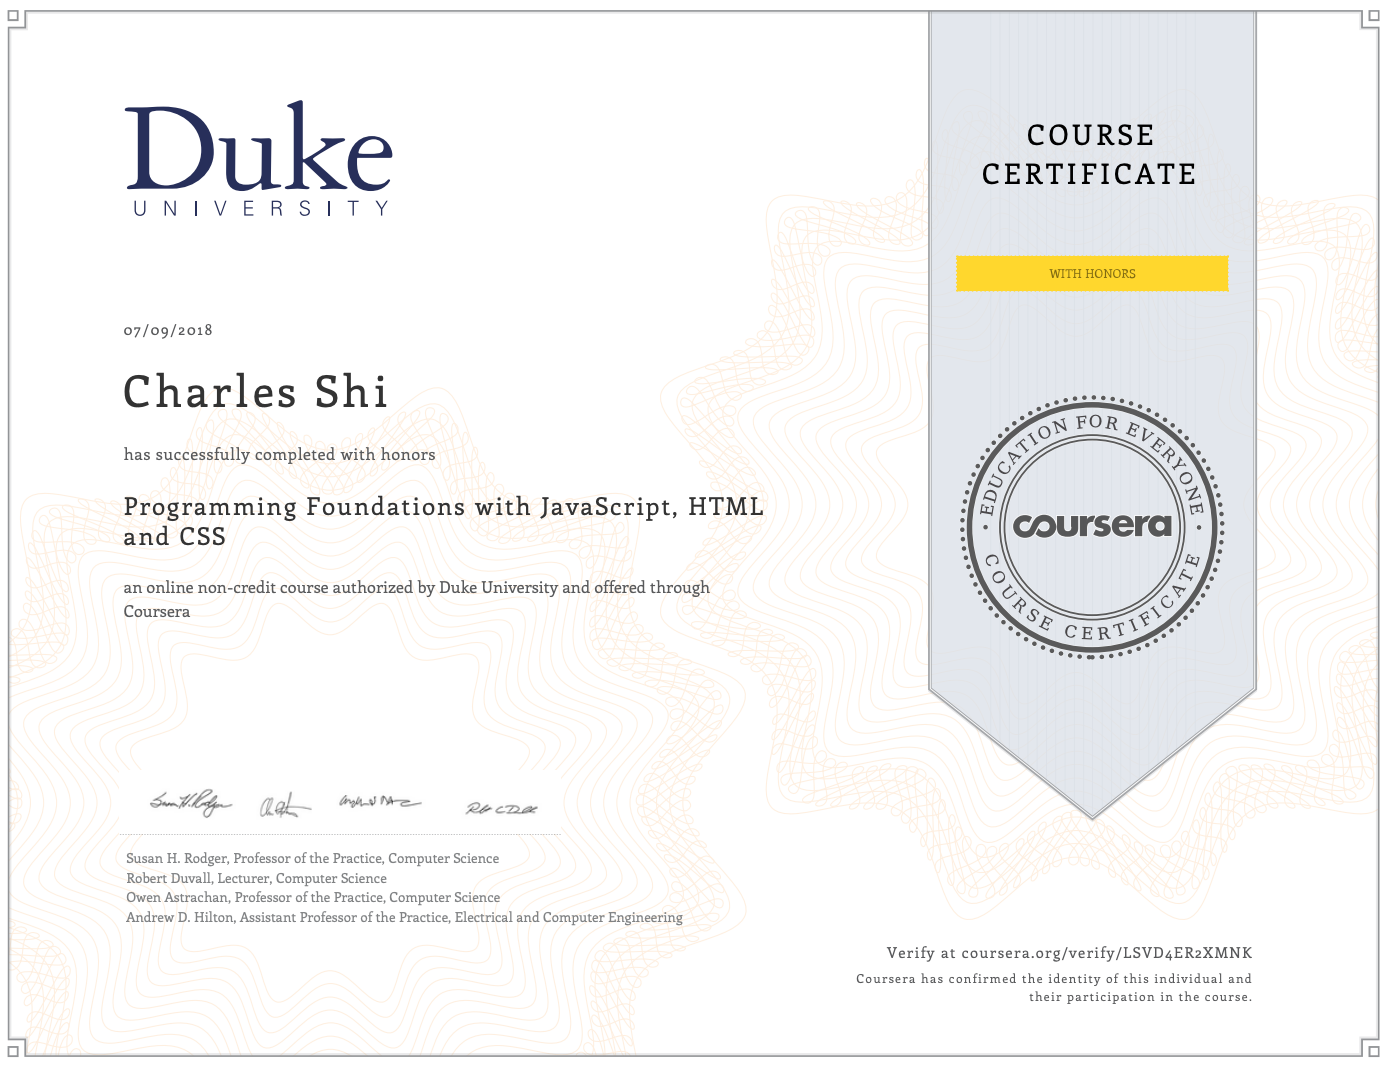 Duke
UNIVERSITY
COURSE
CERTIFICATE
WITH HONORS
07/09/2018
Charles Shi
has successfully completed with honors
Programming Foundations with JavaScript, HTML
and CSS
an online non-credit course authorized by Duke University and offered through
Coursera
EDUCATION FOR EVERYONE
coursera
COURSE CERTIFICATE
Susan H. Rodger
Susan H. Rodger, Professor of the Practice, Computer Science
Robert Duvall, Lecturer, Computer Science
Owen Astrachan, Professor of the Practice, Computer Science
Andrew D. Hilton, Assistant Professor of the Practice, Electrical and Computer Engineering
Verify at coursera.org/verify/LSVD4ER2XMNK
Coursera has confirmed the identity of this individual and
their participation in the course.